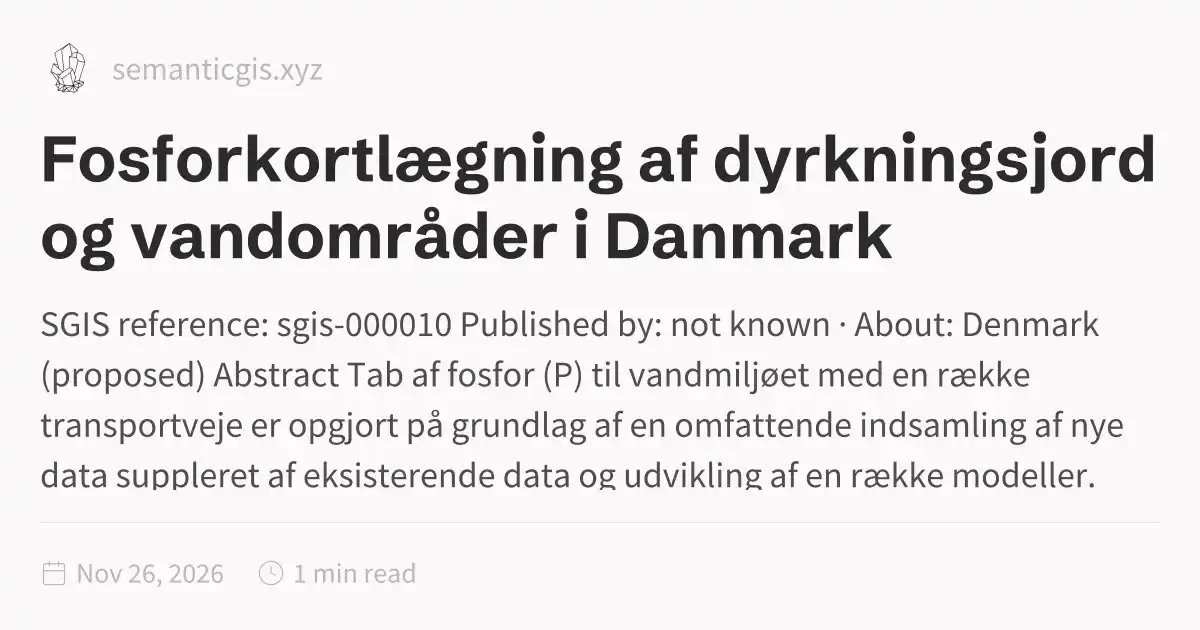 semanticgis.xyz
Fosforkortlægning af dyrkningsjord
og vandområder i Danmark
SGIS reference: sgis-000010 Published by: not known · About: Denmark
(proposed) Abstract Tab af fosfor (P) til vandmiljøet med en række
transportveje er opgjort på grundlag af en omfattende indsamling af nye
data suppleret af eksisterende data og udvikling af en række modeller.
Nov 26, 2026 1 min read